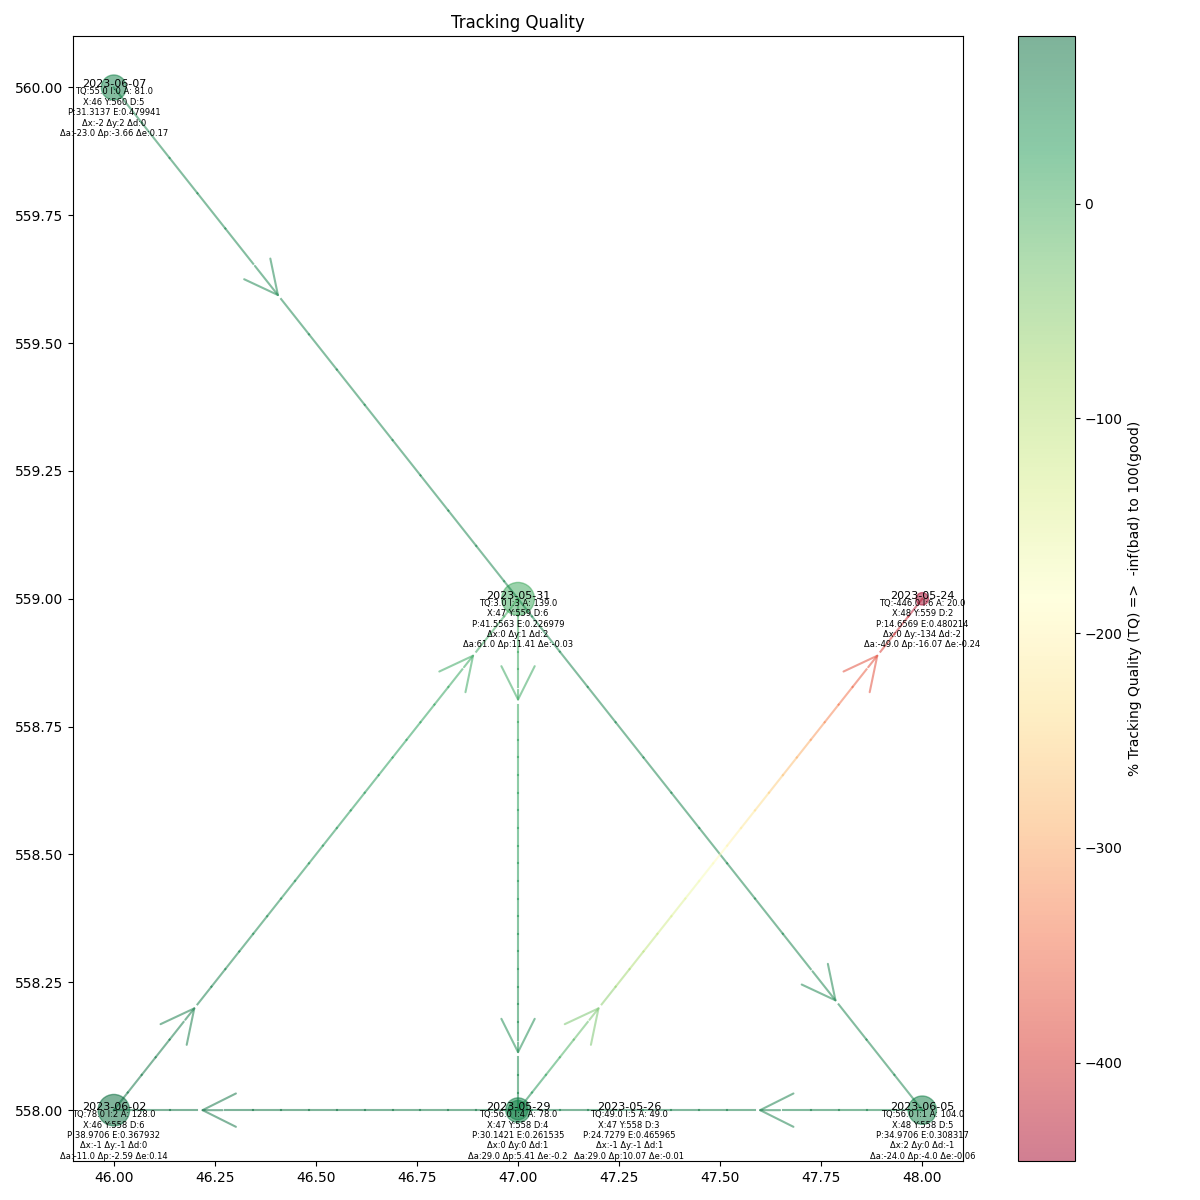 Tracking Quality
560.00
559.75
559.50
559.25
559.00
558.75
558.50
558.25
558.00
2023-06-07
TQ:55.0 I:0 A: 81.0
X:46 Y:560 D:5
P:31.3137 E:0.479941
Δx:-2 Δy:2 Δd:0
Δa:-23.0 Δp:-3.66 Δe:0.17
2023-05-31
TQ:3.0 I:3 A: 139.0
X:47 Y:559 D:6
P:41.5563 E:0.226979
Δx:0 Δy:1 Δd:2
Δa:61.0 Δp:11.41 Δe:-0.03
2023-05-24
TQ:-446.0 I:6 A: 20.0
X:48 Y:559 D:2
P:14.6569 E:0.480214
Δx:0 Δy:-134 Δd:-2
Δa:-49.0 Δp:-16.07 Δe:-0.24
2023-06-02
TQ:78.0 I:2 A: 128.0
X:46 Y:558 D:6
P:38.9706 E:0.367932
Δx:-1 Δy:-1 Δd:0
Δa:-11.0 Δp:-2.59 Δe:0.14
2023-05-29
TQ:56.0 I:4 A: 78.0
X:47 Y:558 D:4
P:30.1421 E:0.261535
Δx:0 Δy:0 Δd:1
Δa:29.0 Δp:5.41 Δe:-0.2
2023-05-26
TQ:49.0 I:5 A: 49.0
X:47 Y:558 D:3
P:24.7279 E:0.465965
Δx:-1 Δy:-1 Δd:1
Δa:29.0 Δp:10.07 Δe:-0.01
2023-06-05
TQ:56.0 I:1 A: 104.0
X:48 Y:558 D:5
P:34.9706 E:0.308317
Δx:2 Δy:0 Δd:-1
Δa:-24.0 Δp:-4.0 Δe:-0.06
46.00 46.25 46.50 46.75 47.00 47.25 47.50 47.75 48.00
0
−100
−200
−300
−400
% Tracking Quality (TQ) => -inf(bad) to 100(good)